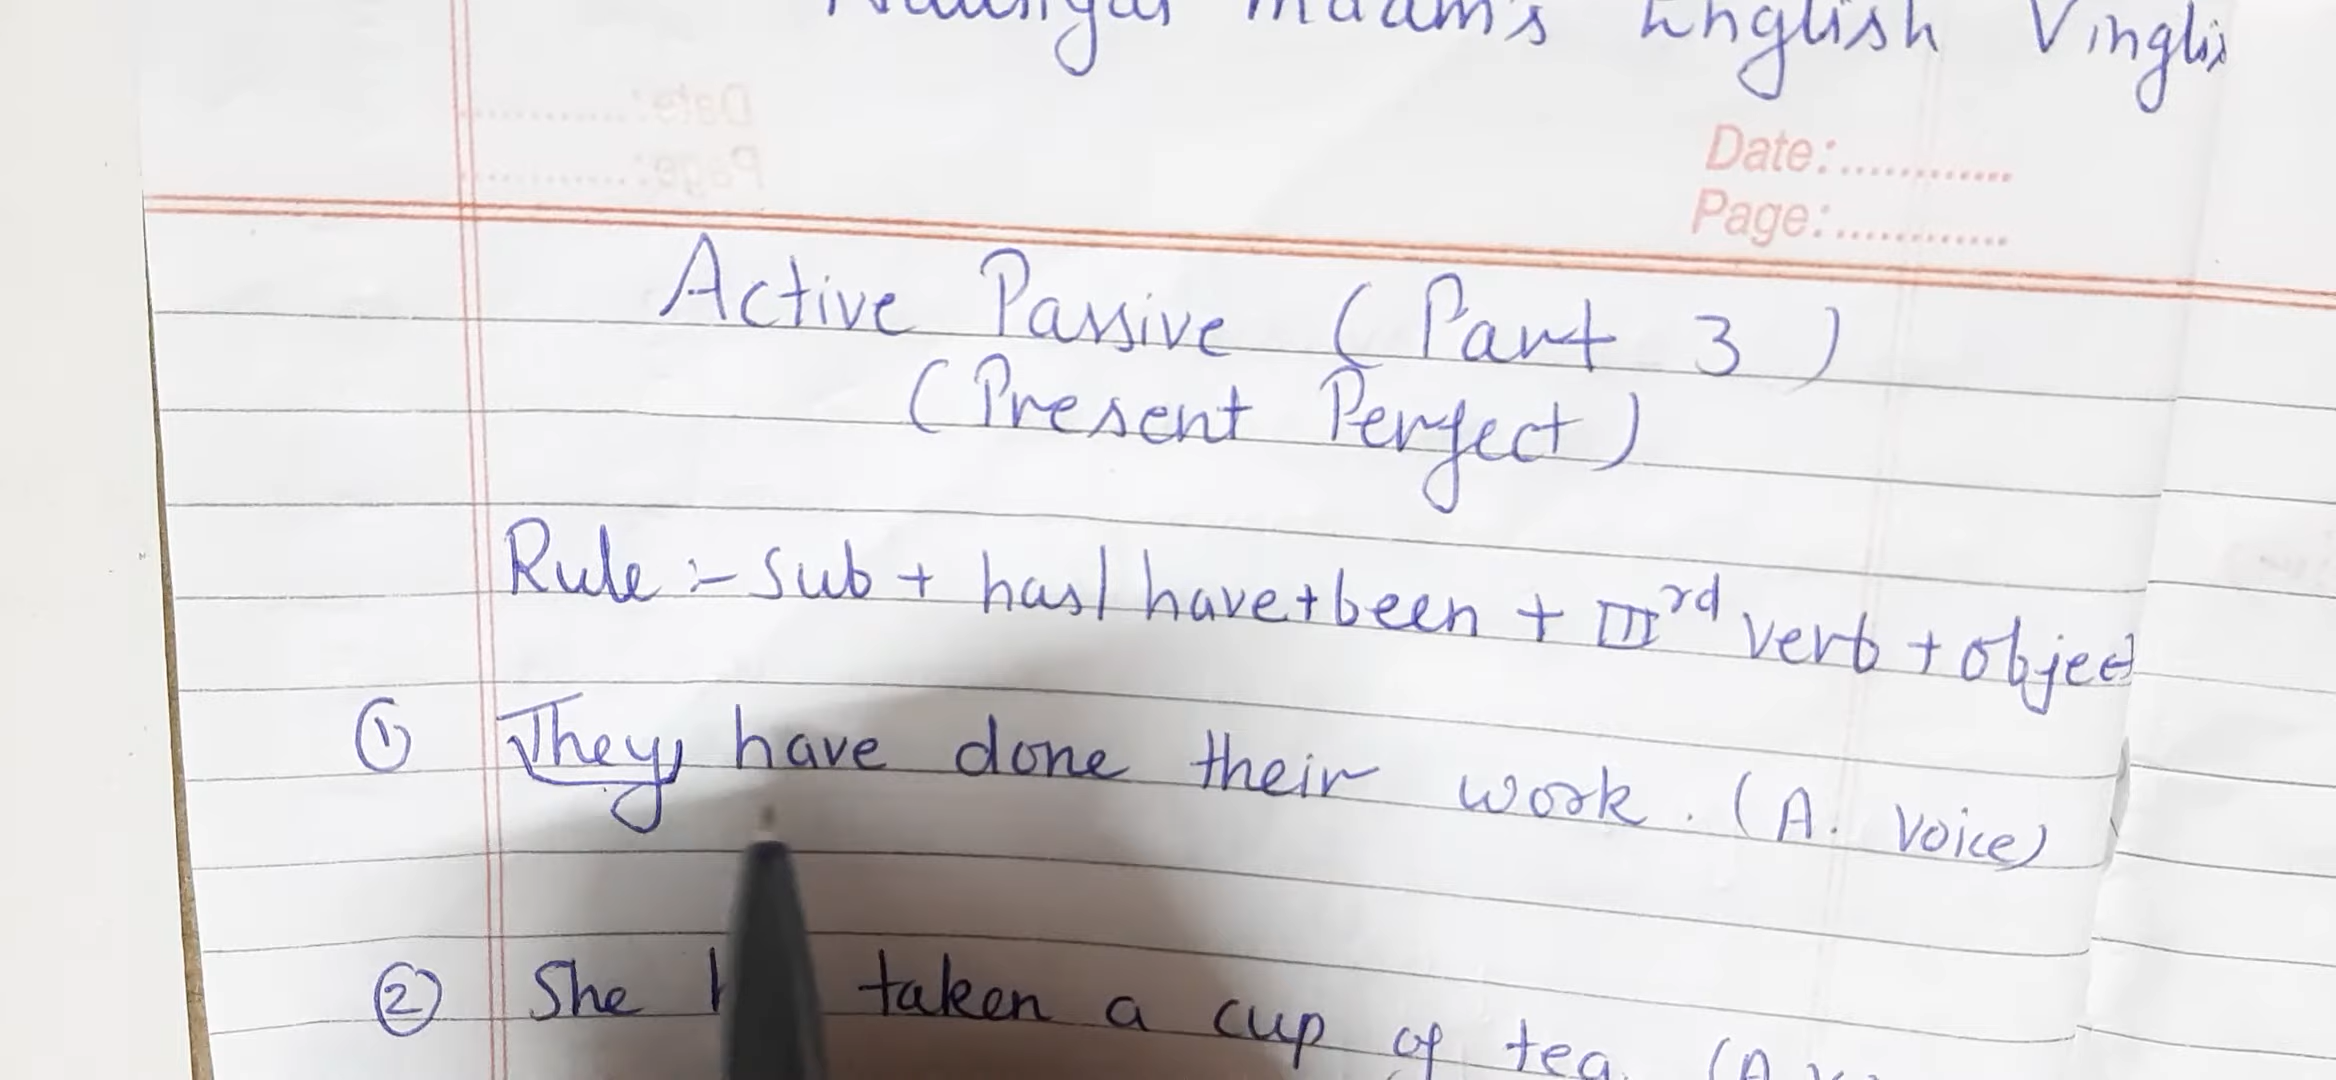 Maam's English Vinglis
Date:............
Page:............
Active Passive (Part 3)
(Present Perfect)
Rule :- Sub + has/have+been + IIIrd verb + object
① They have done their work. (A. Voice)
② She taken a cup of tea. (A